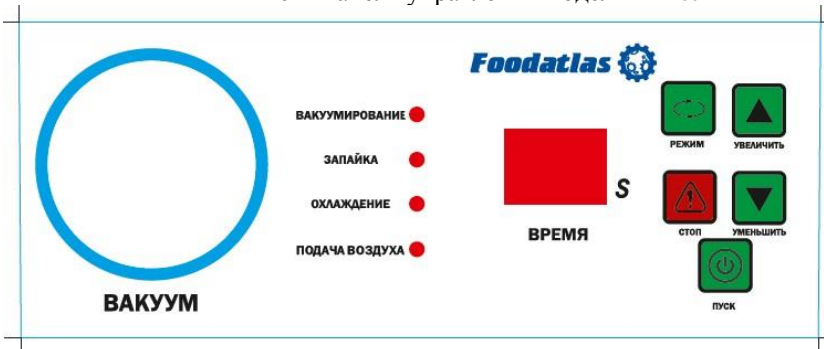 Foodatlas
ВАКУУМИРОВАНИЕ
ЗАПАЙКА
ОХЛАЖДЕНИЕ
ПОДАЧА ВОЗДУХА
ВАКУУМ
S
ВРЕМЯ
РЕЖИМ
УВЕЛИЧИТЬ
СТОП
УМЕНЬШИТЬ
ПУСК